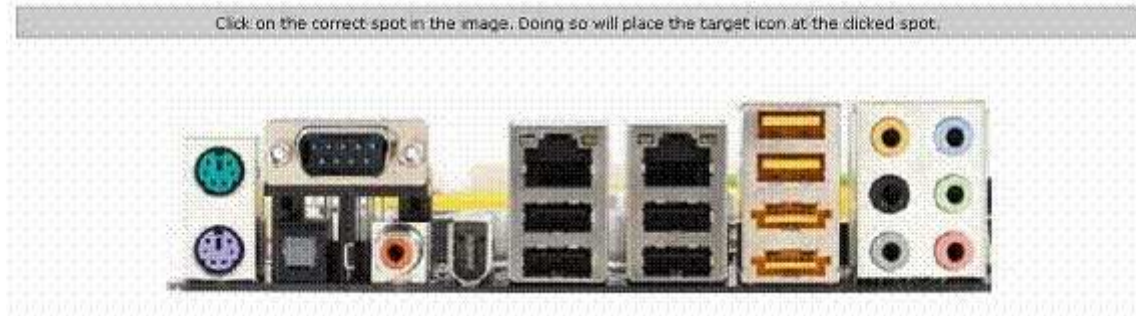 Click on the correct spot in the image. Doing so will place the target icon at the clicked spot.